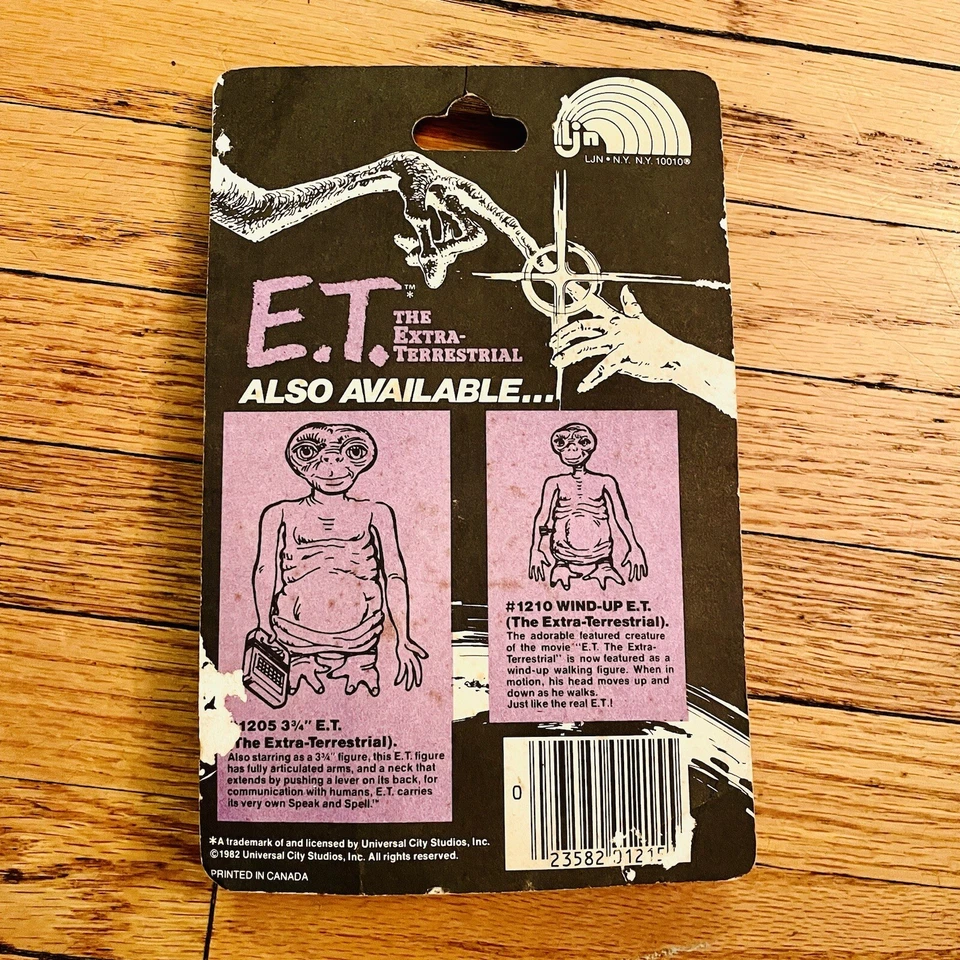 Ljn
LJN • N.Y. N.Y. 10010®
E.T.™
*
THE
EXTRA-
TERRESTRIAL
ALSO AVAILABLE...
1205 3¾" E.T.
(The Extra-Terrestrial).
Also starring as a 3¾" figure, this E.T. figure
has fully articulated arms, and a neck that
extends by pushing a lever on its back, for
communication with humans, E.T. carries
its very own Speak and Spell.™
#1210 WIND-UP E.T.
(The Extra-Terrestrial).
The adorable featured creature
of the movie "E.T. The Extra-
Terrestrial" is now featured as a
wind-up walking figure. When in
motion, his head moves up and
down as he walks.
Just like the real E.T.!
0
23582 0121
*A trademark of and licensed by Universal City Studios, Inc.
©1982 Universal City Studios, Inc. All rights reserved.
PRINTED IN CANADA